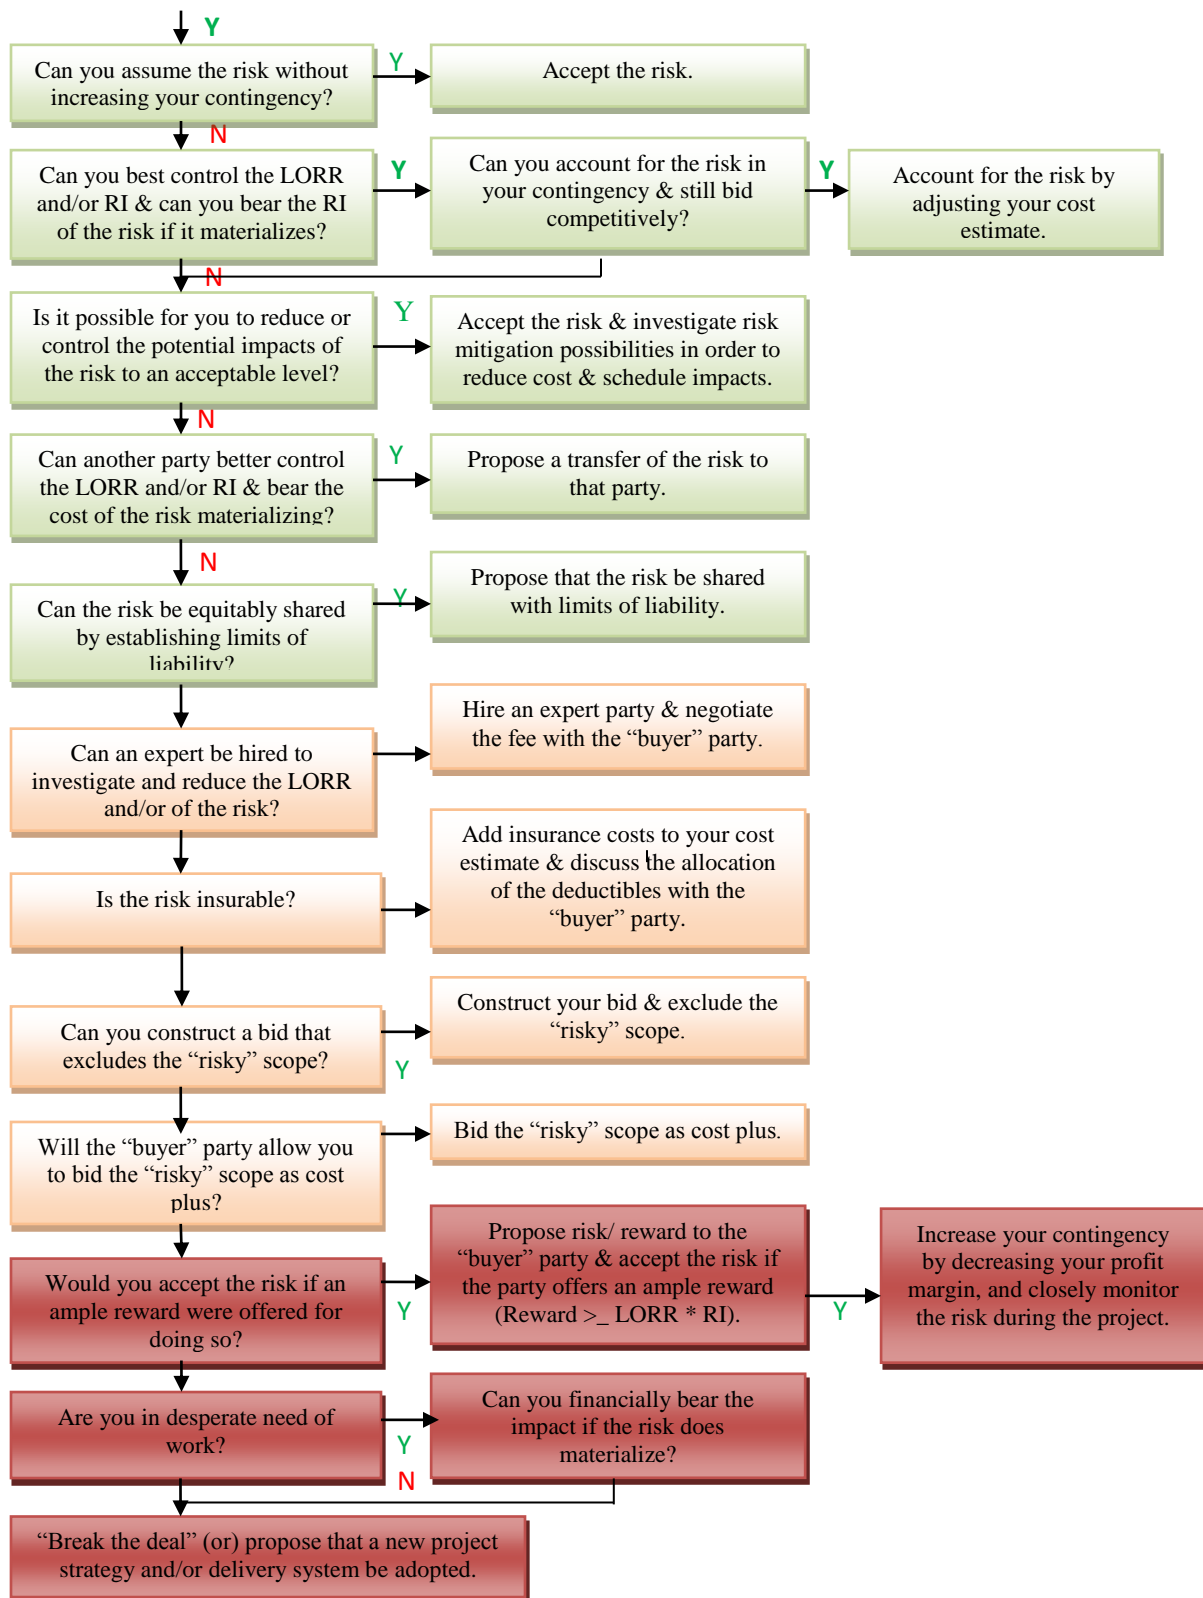 Y
Can you assume the risk without
increasing your contingency?
Y
Accept the risk.
N
Can you best control the LORR
and/or RI & can you bear the RI
of the risk if it materializes?
Y
Can you account for the risk in
your contingency & still bid
competitively?
Y
Account for the risk by
adjusting your cost
estimate.
N
Is it possible for you to reduce or
control the potential impacts of
the risk to an acceptable level?
Y
Accept the risk & investigate risk
mitigation possibilities in order to
reduce cost & schedule impacts.
N
Can another party better control
the LORR and/or RI & bear the
cost of the risk materializing?
Y
Propose a transfer of the risk to
that party.
N
Can the risk be equitably shared
by establishing limits of
liability?
Y
Propose that the risk be shared
with limits of liability.
Can an expert be hired to
investigate and reduce the LORR
and/or of the risk?
Hire an expert party & negotiate
the fee with the “buyer” party.
Is the risk insurable?
Add insurance costs to your cost
estimate & discuss the allocation
of the deductibles with the
“buyer” party.
Can you construct a bid that
excludes the “risky” scope?
Y
Construct your bid & exclude the
“risky” scope.
Will the “buyer” party allow you
to bid the “risky” scope as cost
plus?
Bid the “risky” scope as cost plus.
Would you accept the risk if an
ample reward were offered for
doing so?
Y
Propose risk/ reward to the
“buyer” party & accept the risk if
the party offers an ample reward
(Reward >_ LORR * RI).
Y
Increase your contingency
by decreasing your profit
margin, and closely monitor
the risk during the project.
Are you in desperate need of
work?
Y
Can you financially bear the
impact if the risk does
materialize?
N
“Break the deal” (or) propose that a new project
strategy and/or delivery system be adopted.